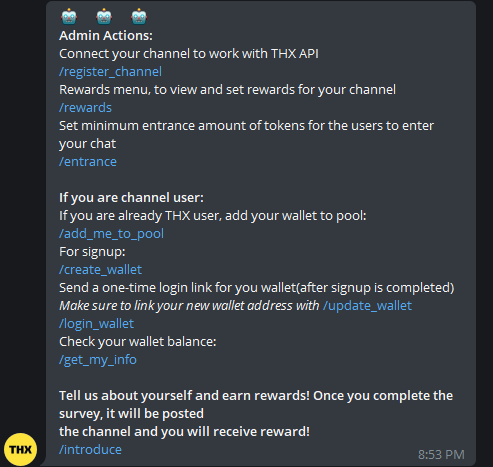 Admin Actions:
Connect your channel to work with THX API
/register_channel
Rewards menu, to view and set rewards for your channel
/rewards
Set minimum entrance amount of tokens for the users to enter
your chat
/entrance
If you are channel user:
If you are already THX user, add your wallet to pool:
/add_me_to_pool
For signup:
/create_wallet
Send a one-time login link for you wallet(after signup is completed)
Make sure to link your new wallet address with /update_wallet
/login_wallet
Check your wallet balance:
/get_my_info
Tell us about yourself and earn rewards! Once you complete the
survey, it will be posted
the channel and you will receive reward!
/introduce
8:53 PM
THX